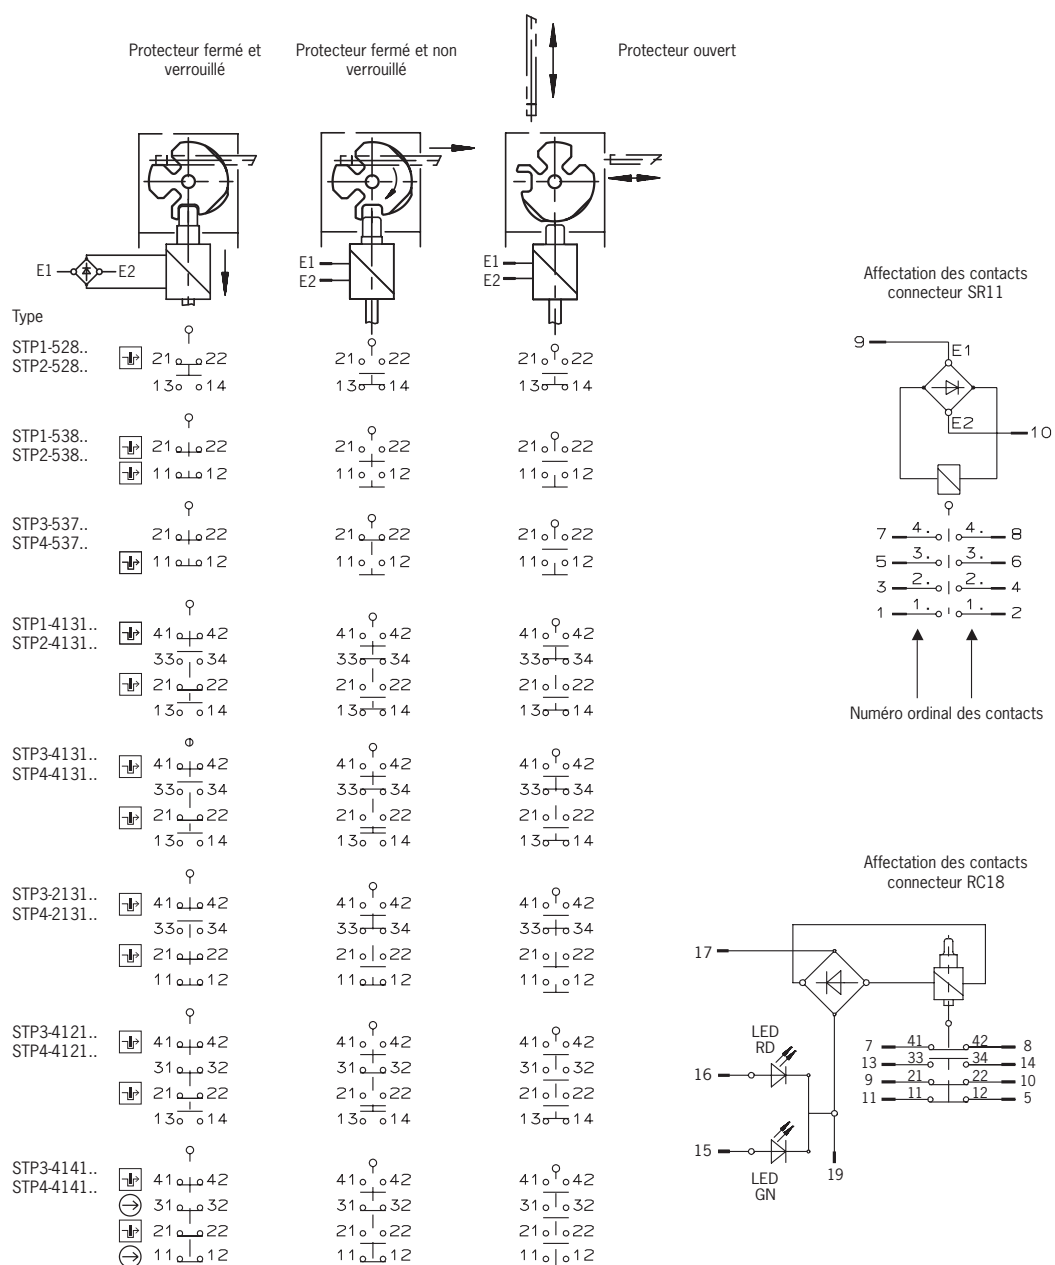 Protecteur fermé et
verrouillé
Protecteur fermé et non
verrouillé
Protecteur ouvert
E1 E2
E1
E2
E1
E2
Type
STP1-528..
STP2-528..
21 22 21 22 21 22
13 14 13 14 13 14
STP1-538..
STP2-538..
21 22 21 22 21 22
11 12 11 12 11 12
STP3-537..
STP4-537..
21 22 21 22 21 22
11 12 11 12 11 12
STP1-4131..
STP2-4131..
41 42 41 42 41 42
33 34 33 34 33 34
21 22 21 22 21 22
13 14 13 14 13 14
STP3-4131..
STP4-4131..
41 42 41 42 41 42
33 34 33 34 33 34
21 22 21 22 21 22
13 14 13 14 13 14
STP3-2131..
STP4-2131..
41 42 41 42 41 42
33 34 33 34 33 34
21 22 21 22 21 22
11 12 11 12 11 12
STP3-4121..
STP4-4121..
41 42 41 42 41 42
31 32 31 32 31 32
21 22 21 22 21 22
13 14 13 14 13 14
STP3-4141..
STP4-4141..
41 42 41 42 41 42
31 32 31 32 31 32
21 22 21 22 21 22
11 12 11 12 11 12
Affectation des contacts
connecteur SR11
9 E1
E2 10
7 4. 4. 8
5 3. 3. 6
3 2. 2. 4
1 1. 1. 2
Numéro ordinal des contacts
Affectation des contacts
connecteur RC18
17
LED
RD
16
15
LED
GN
19
7 41 42 8
13 33 34 14
9 21 22 10
11 11 12 5